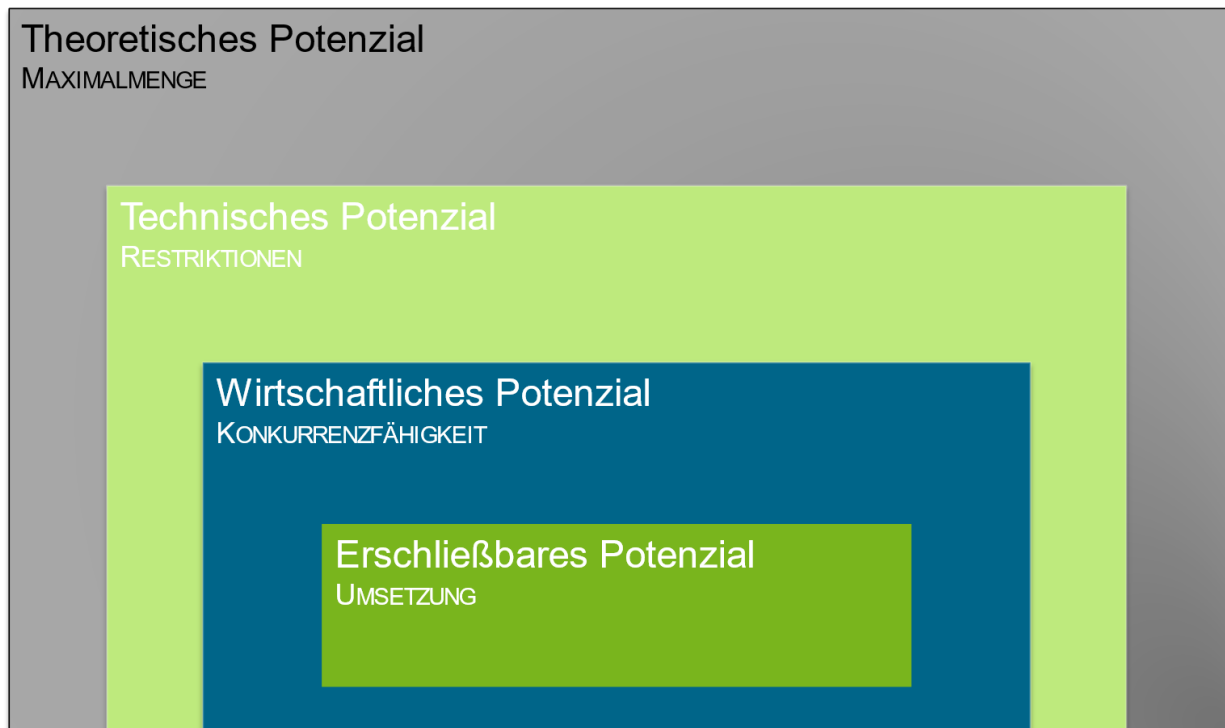 Theoretisches Potenzial
MAXIMALMENGE
Technisches Potenzial
RESTRIKTIONEN
Wirtschaftliches Potenzial
KONKURRENZFÄHIGKEIT
Erschließbares Potenzial
UMSETZUNG